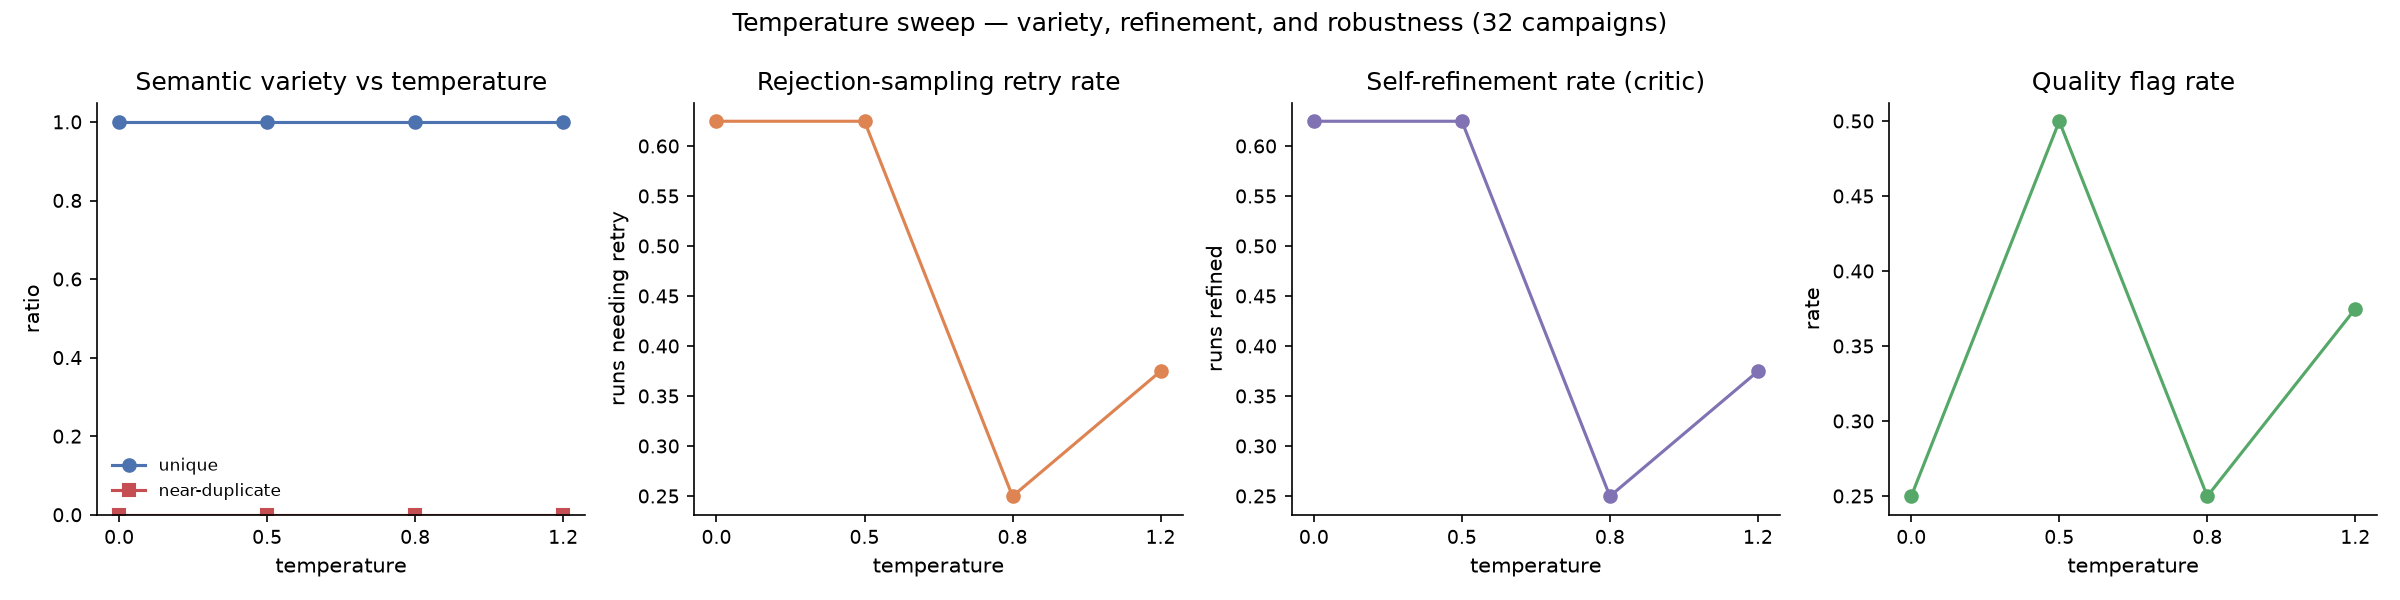 Temperature sweep — variety, refinement, and robustness (32 campaigns)
Semantic variety vs temperature
ratio
1.0
0.8
0.6
0.4
0.2
0.0
unique
near-duplicate
0.0 0.5 0.8 1.2
temperature
Rejection-sampling retry rate
runs needing retry
0.60
0.55
0.50
0.45
0.40
0.35
0.30
0.25
0.0 0.5 0.8 1.2
temperature
Self-refinement rate (critic)
runs refined
0.60
0.55
0.50
0.45
0.40
0.35
0.30
0.25
0.0 0.5 0.8 1.2
temperature
Quality flag rate
rate
0.50
0.45
0.40
0.35
0.30
0.25
0.0 0.5 0.8 1.2
temperature